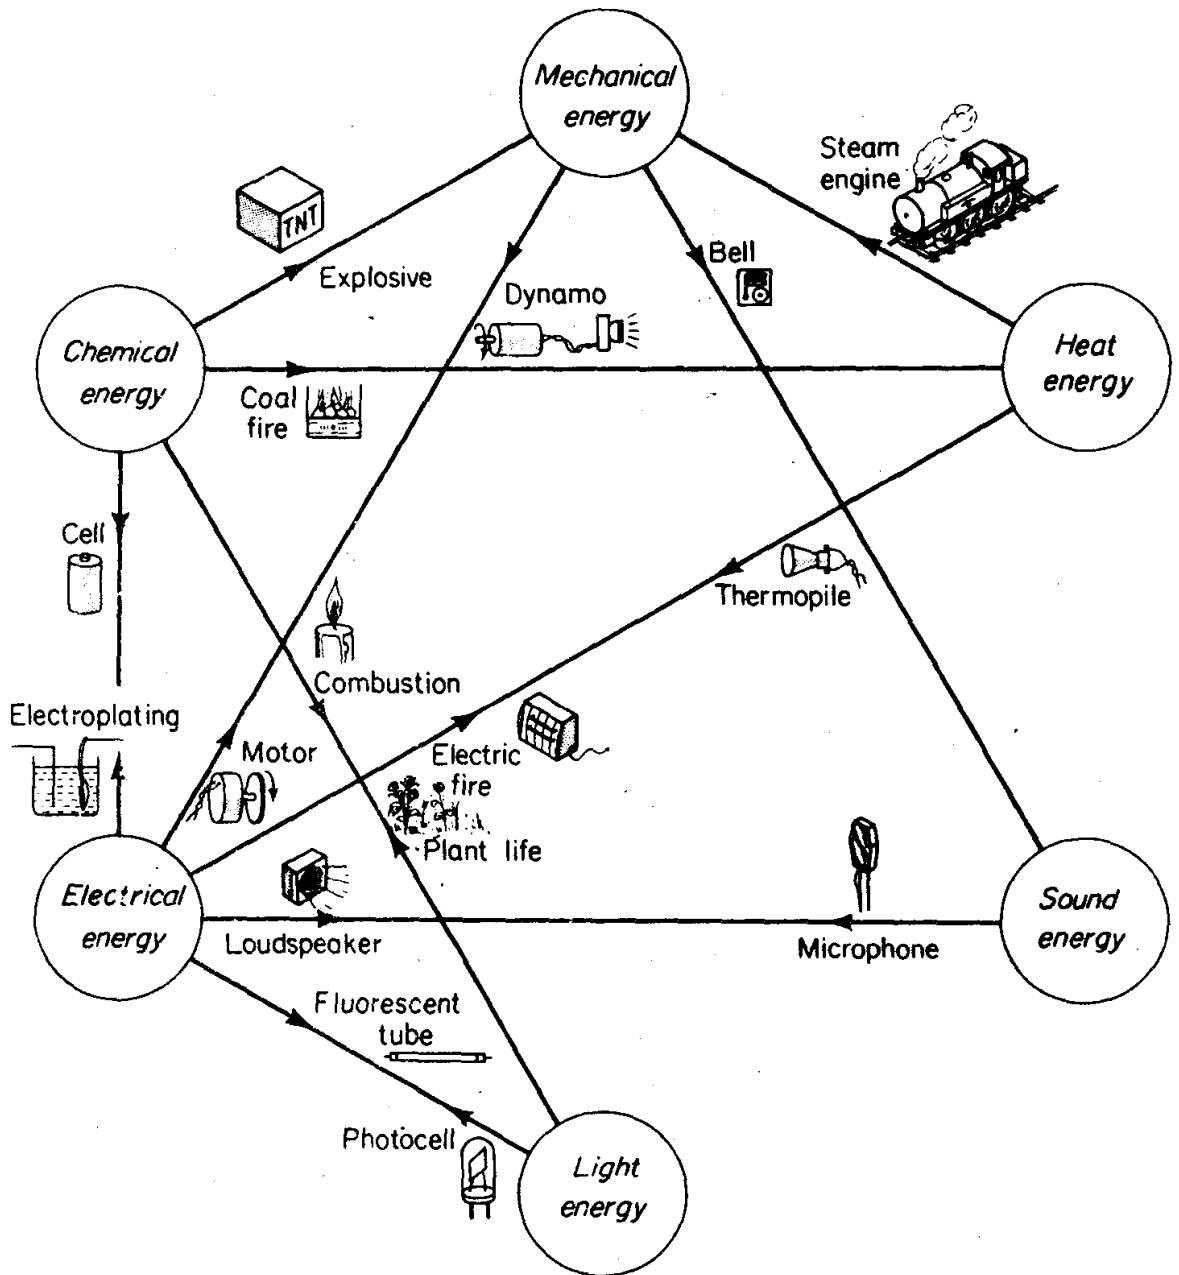 Mechanical
energy
Steam
engine
TNT
Explosive
Bell
Dynamo
Chemical
energy
Heat
energy
Coal
fire
Cell
Thermopile
Combustion
Electroplating
Motor
Electric
fire
Plant life
Electrical
energy
Loudspeaker
Microphone
Sound
energy
Fluorescent
tube
Photocell
Light
energy